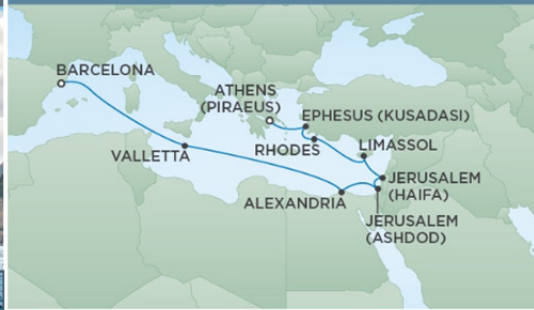 BARCELONA
ATHENS
(PIRAEUS)
EPHESUS (KUSADASI)
VALLETTA
RHODES
LIMASSOL
JERUSALEM
(HAIFA)
ALEXANDRIA
JERUSALEM
(ASHDOD)